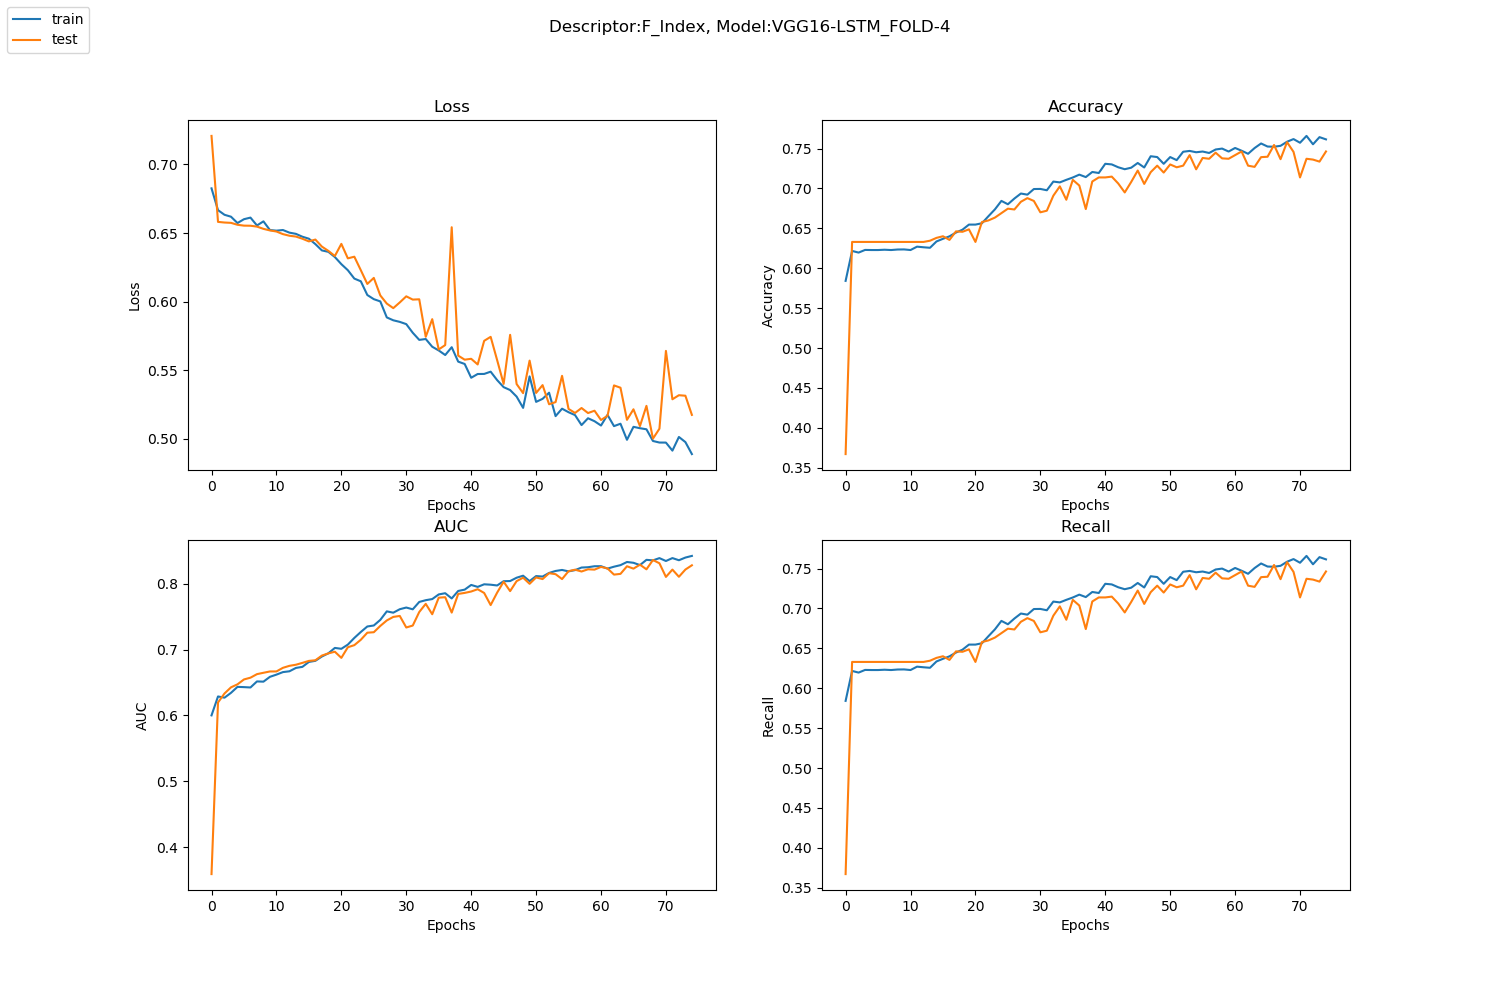 train
test
Descriptor:F_Index, Model:VGG16-LSTM_FOLD-4
Loss
0.70
0.65
0.60
0.55
0.50
Loss
0 10 20 30 40 50 60 70
Epochs
Accuracy
0.75
0.70
0.65
0.60
0.55
0.50
0.45
0.40
0.35
Accuracy
0 10 20 30 40 50 60 70
Epochs
AUC
0.8
0.7
0.6
0.5
0.4
AUC
0 10 20 30 40 50 60 70
Epochs
Recall
0.75
0.70
0.65
0.60
0.55
0.50
0.45
0.40
0.35
Recall
0 10 20 30 40 50 60 70
Epochs